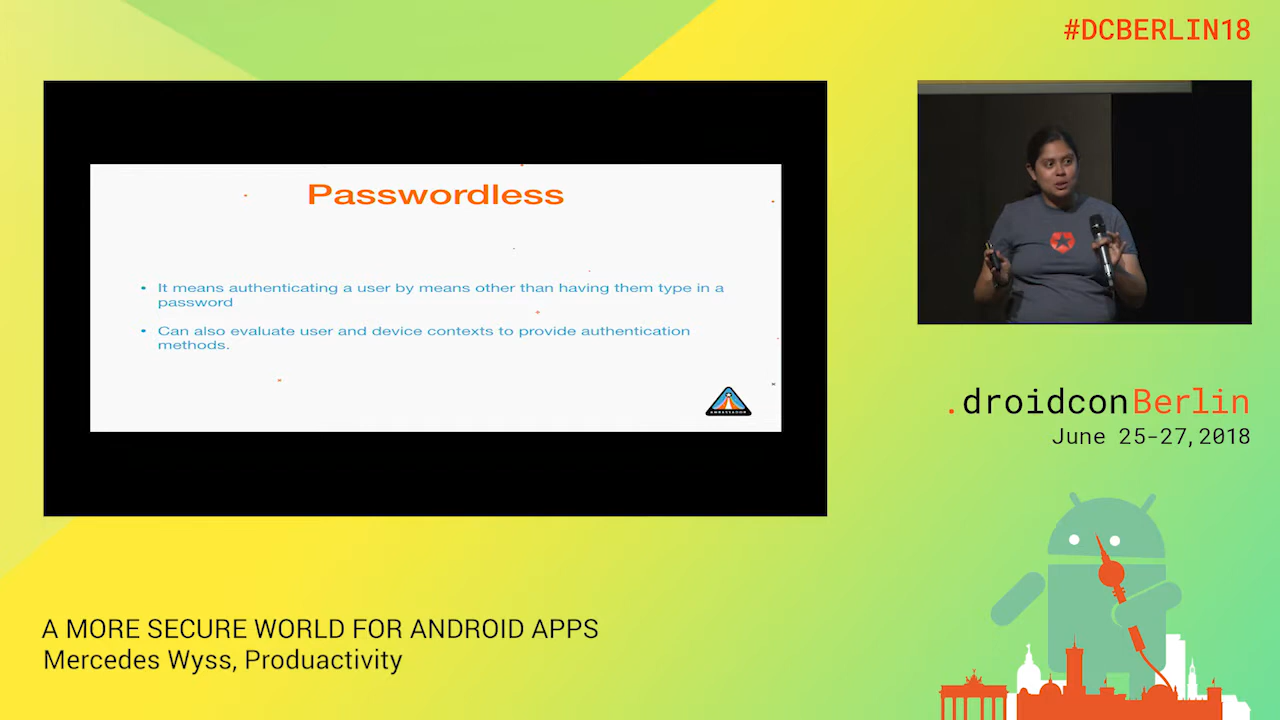 #DCBERLIN18
Passwordless
• It means authenticating a user by means other than having them type in a
password
• Can also evaluate user and device contexts to provide authentication
methods.
AMBASSADOR
.droidconBerlin
June 25-27,2018
A MORE SECURE WORLD FOR ANDROID APPS
Mercedes Wyss, Produactivity